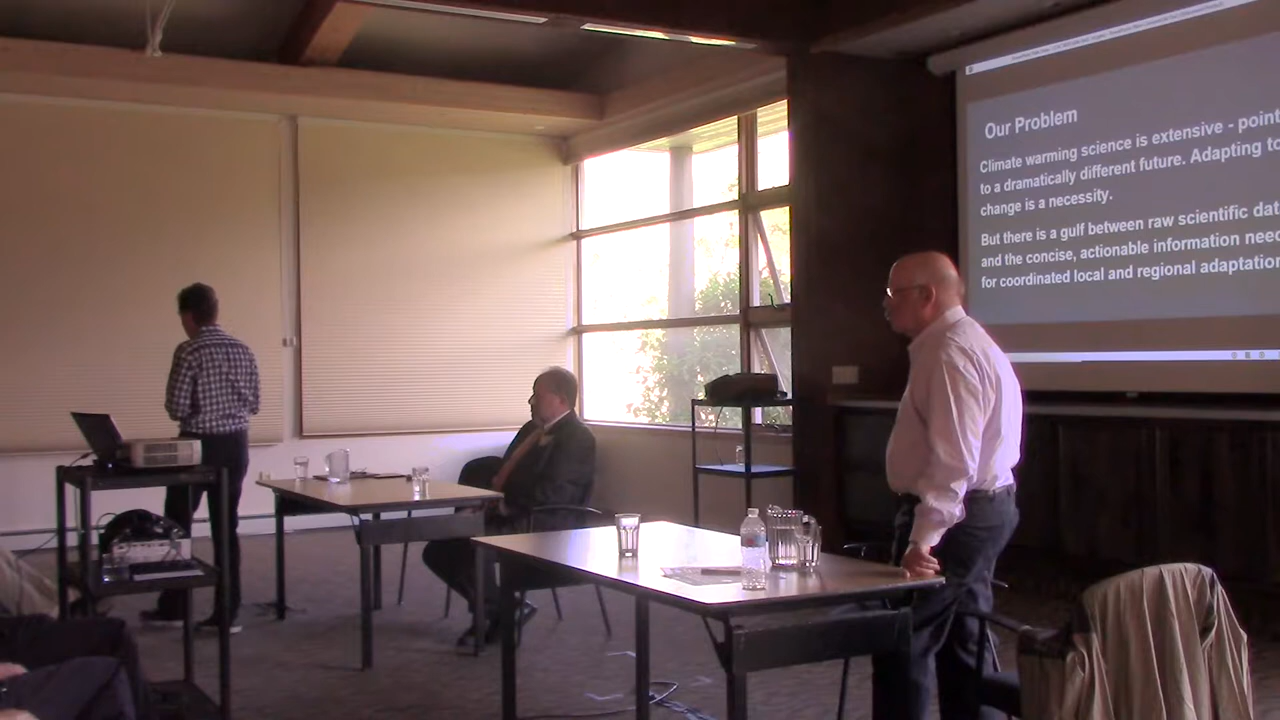 Our Problem
Climate warming science is extensive - point
to a dramatically different future. Adapting to
change is a necessity.
But there is a gulf between raw scientific dat
and the concise, actionable information nee
for coordinated local and regional adaptation